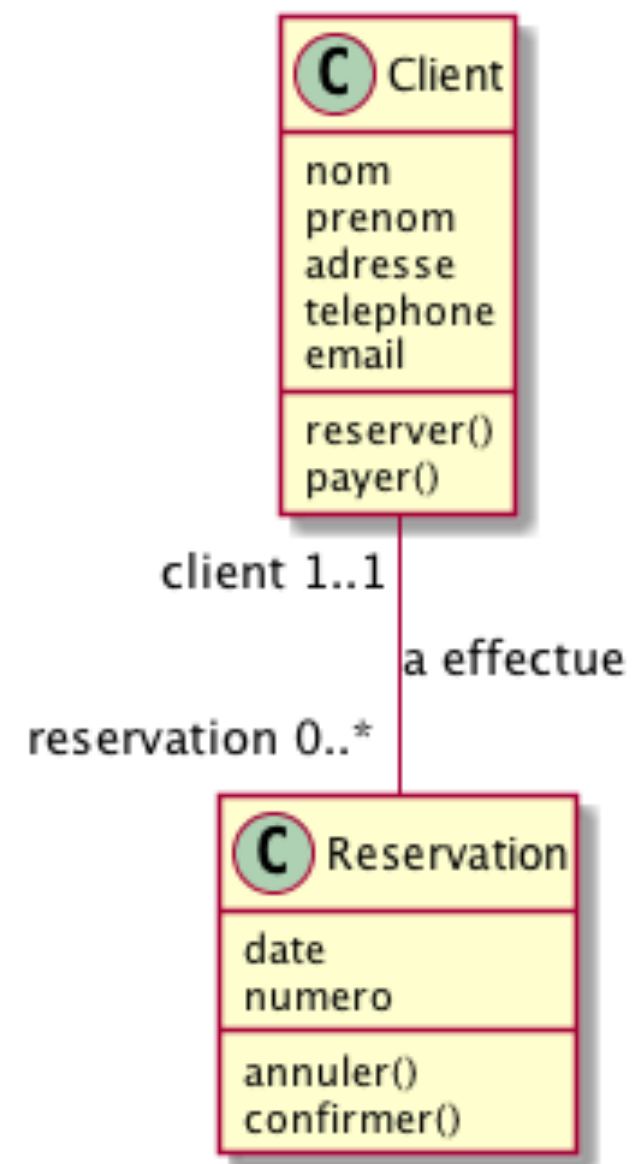 C Client
nom
prenom
adresse
telephone
email
reserver()
payer()
client 1..1
a effectue
reservation 0..*
C Reservation
date
numero
annuler()
confirmer()